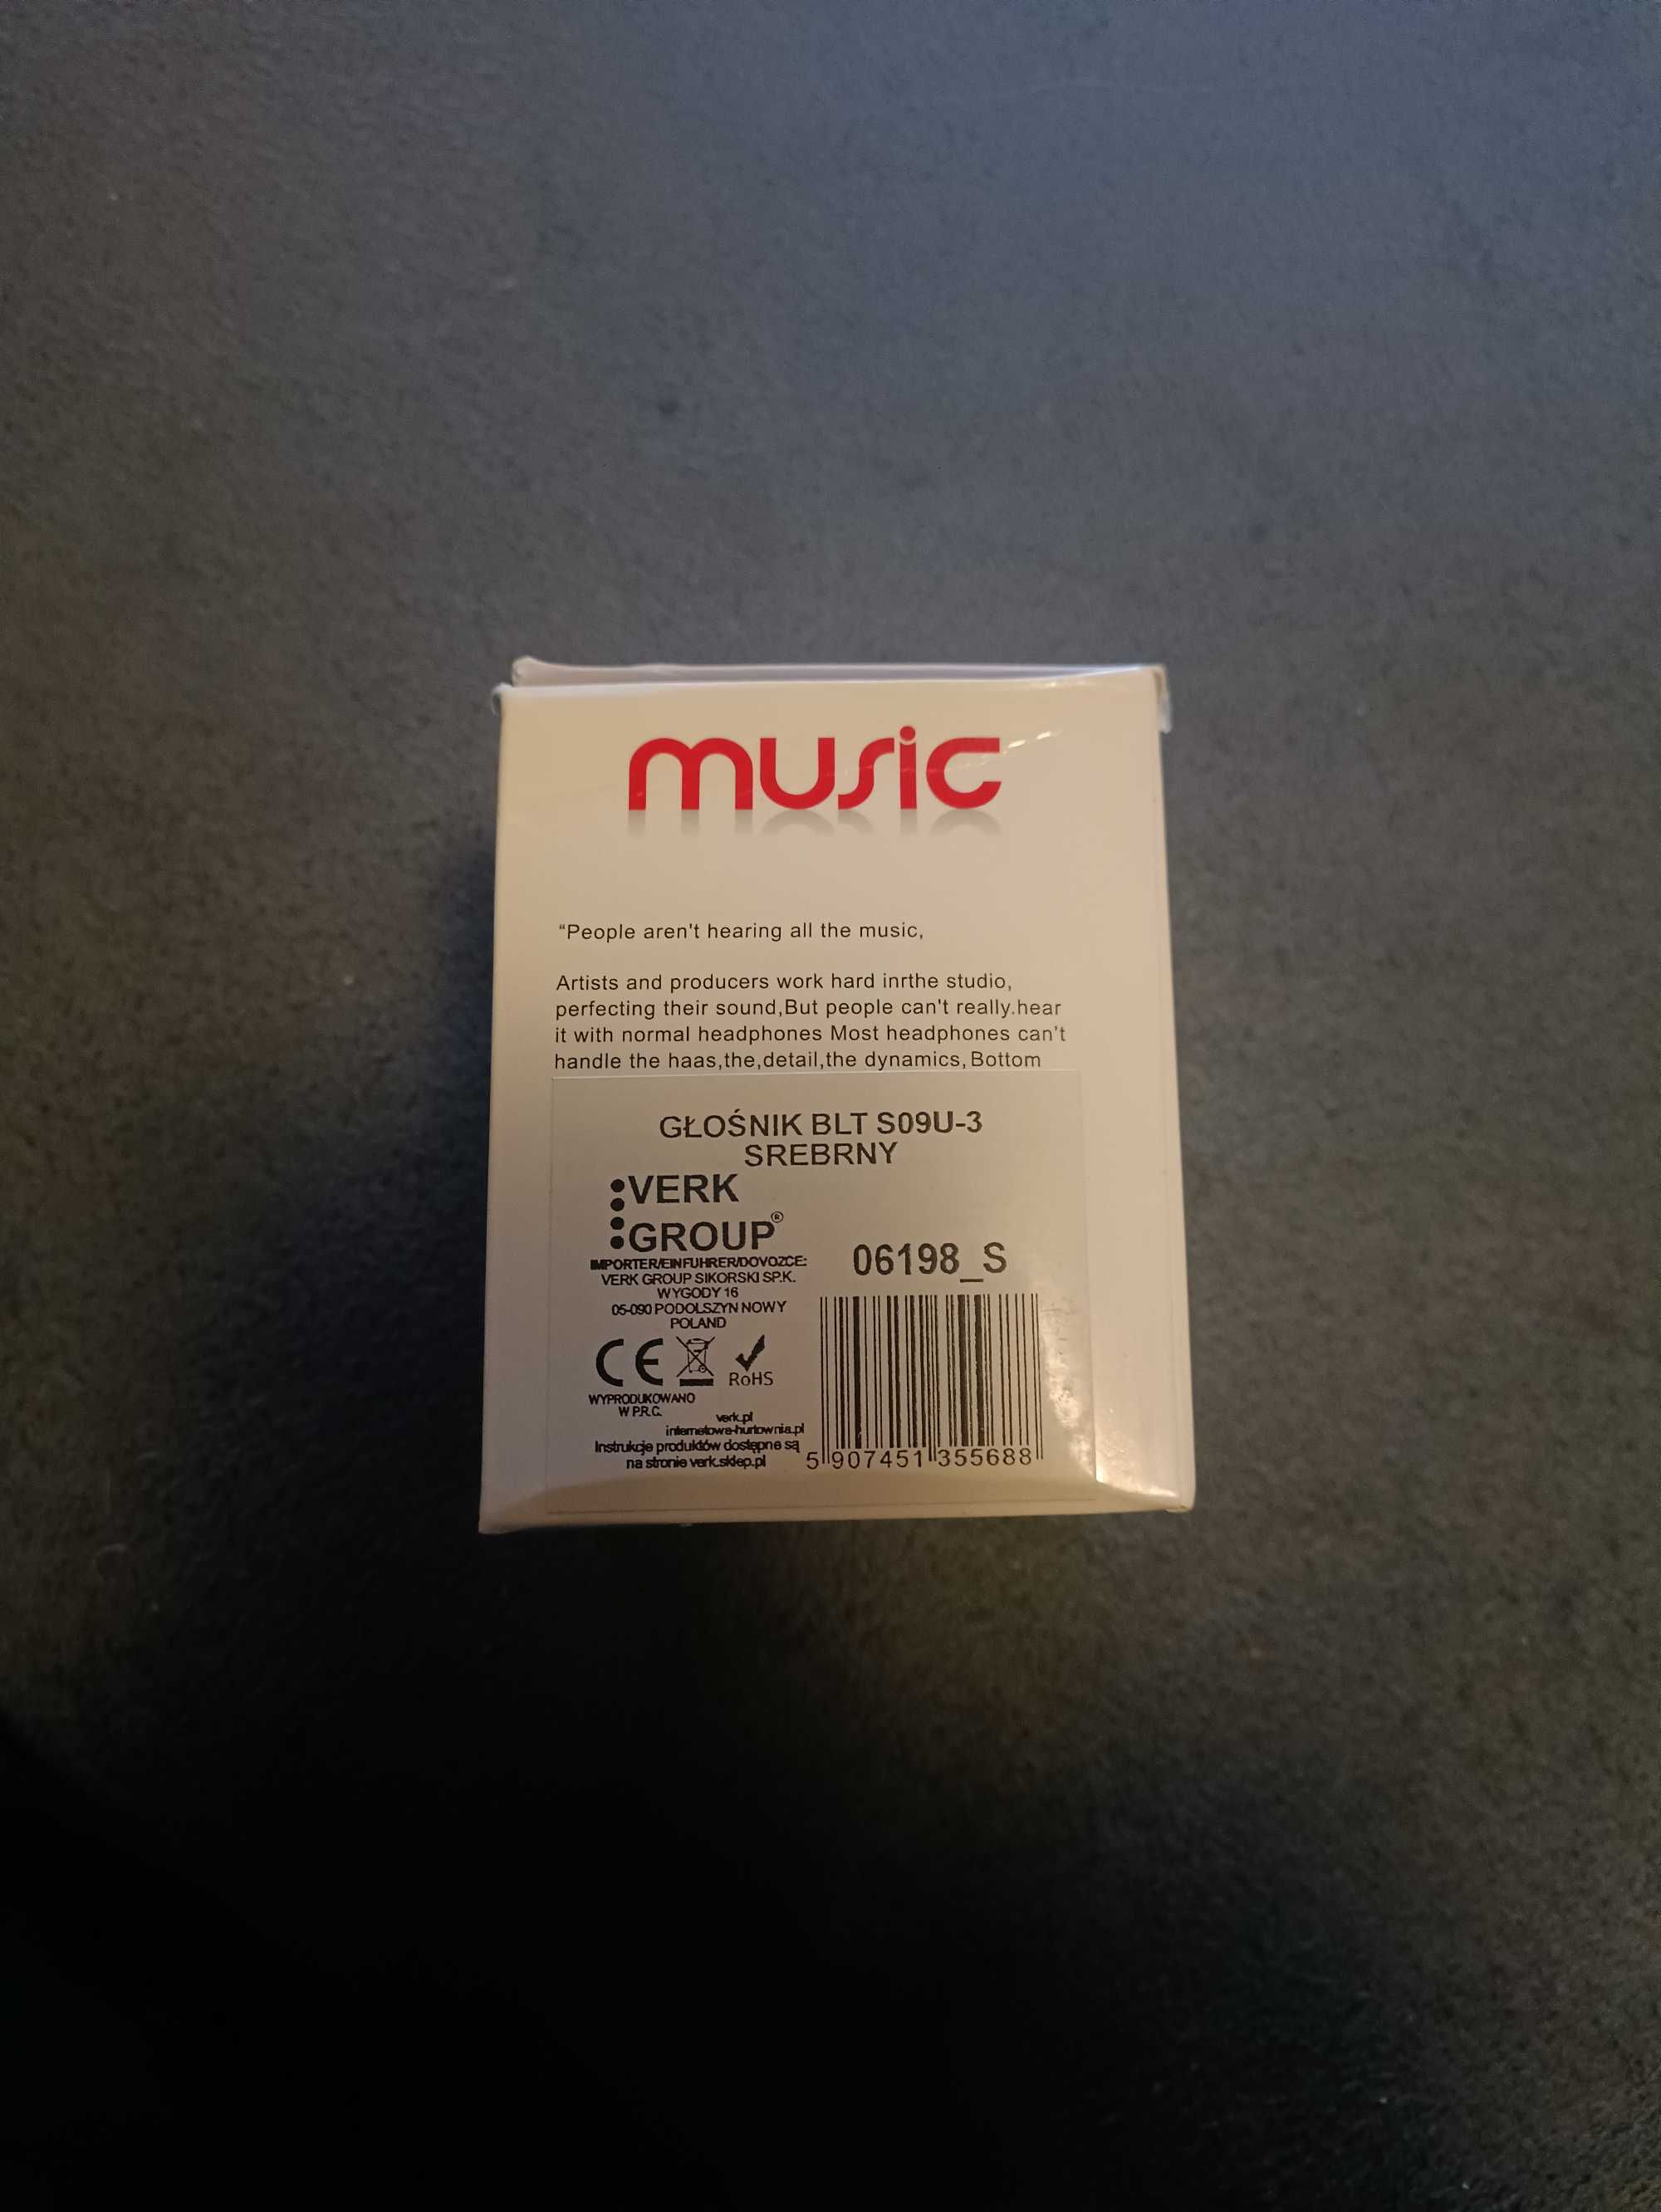 music
“People aren't hearing all the music,
Artists and producers work hard inrthe studio,
perfecting their sound,But people can't really.hear
it with normal headphones Most headphones can't
handle the haas,the,detail,the dynamics,Bottom
GŁOŚNIK BLT S09U-3
SREBRNY
VERK
GROUP®
IMPORTER/EINFUHRER/DOVOZCE:
VERK GROUP SIKORSKI SP.K.
WYGODY 16
05-090 PODOLSZYN NOWY
POLAND
06198_S
CE
RoHS
WYPRODUKOWANO
W P.R.C.
verk.pl
internetowa-hurtownia.pl
Instrukcje produktów dostępne są
na stronie verk.sklep.pl
5 907451 355688